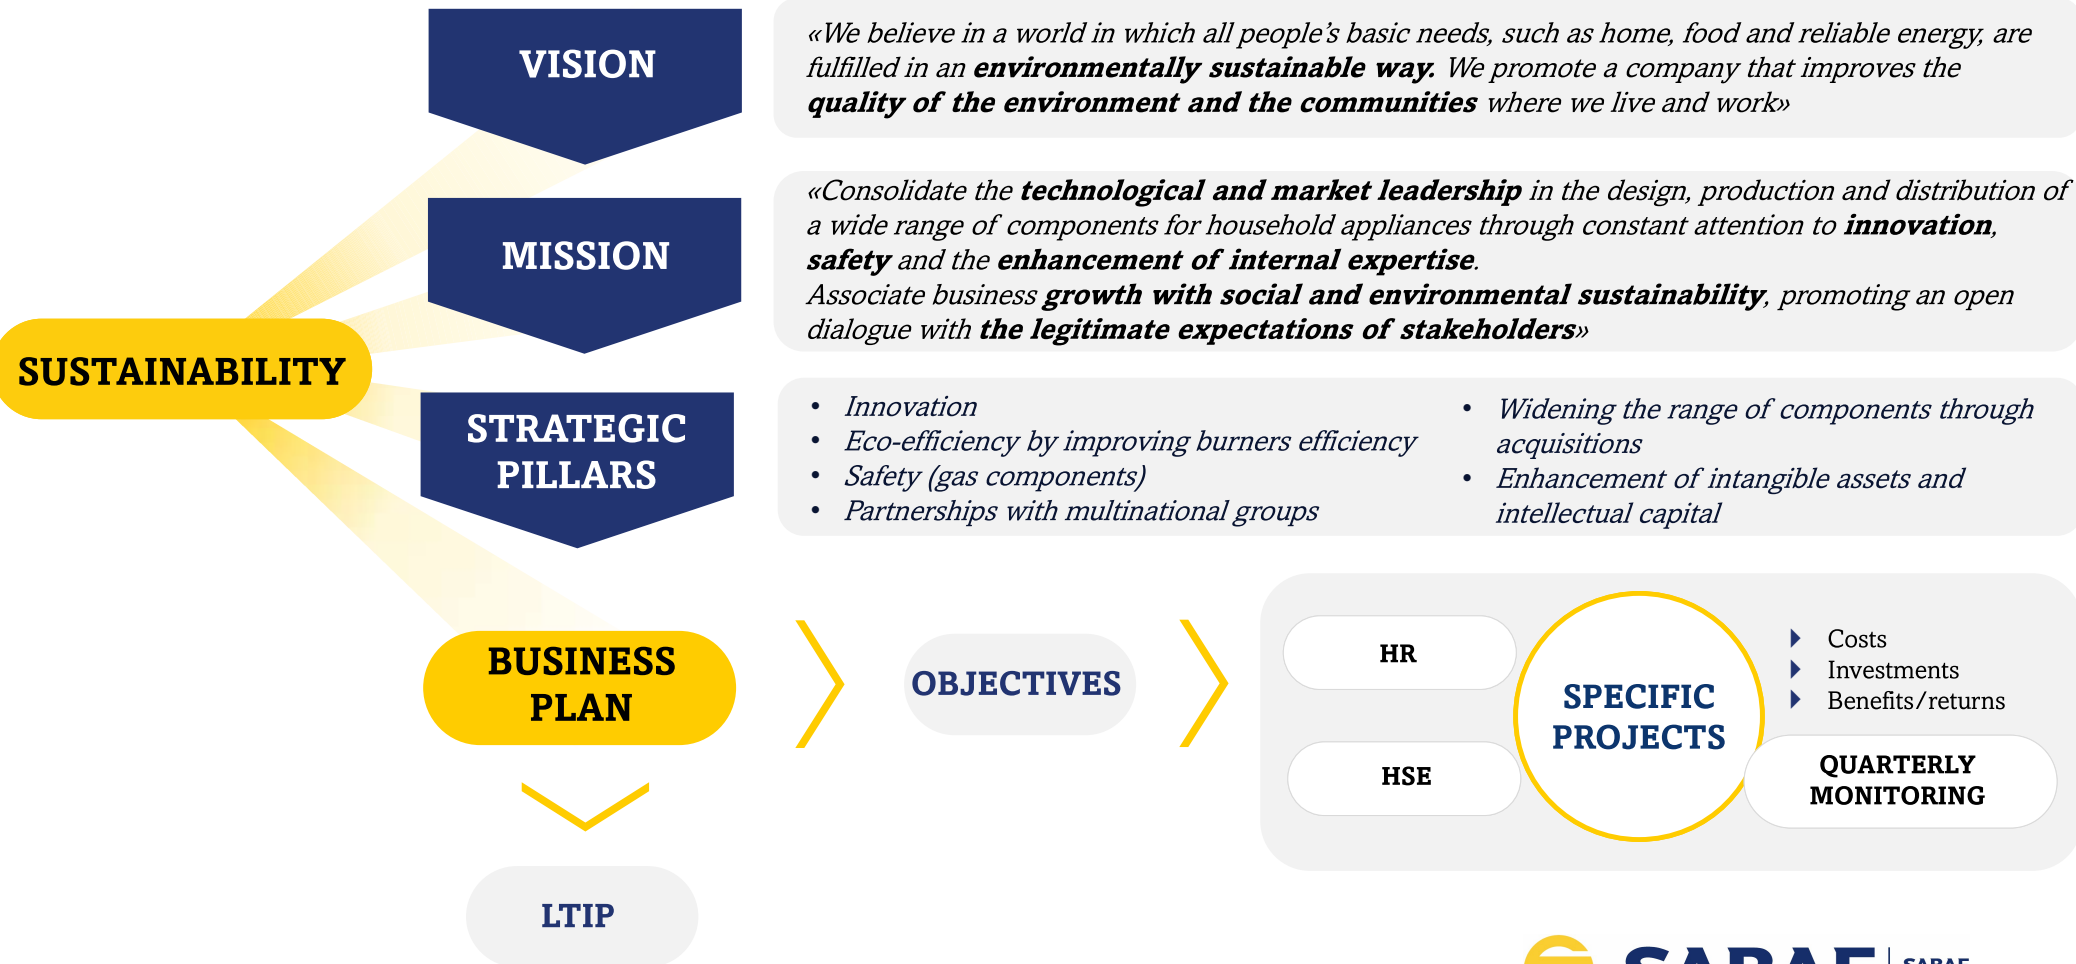 VISION
«We believe in a world in which all people’s basic needs, such as home, food and reliable energy, are
fulfilled in an environmentally sustainable way. We promote a company that improves the
quality of the environment and the communities where we live and work»
MISSION
«Consolidate the technological and market leadership in the design, production and distribution of
a wide range of components for household appliances through constant attention to innovation,
safety and the enhancement of internal expertise.
Associate business growth with social and environmental sustainability, promoting an open
dialogue with the legitimate expectations of stakeholders»
SUSTAINABILITY
STRATEGIC
PILLARS
• Innovation
• Eco-efficiency by improving burners efficiency
• Safety (gas components)
• Partnerships with multinational groups
• Widening the range of components through
acquisitions
• Enhancement of intangible assets and
intellectual capital
BUSINESS
PLAN
OBJECTIVES
HR
HSE
SPECIFIC
PROJECTS
Costs
Investments
Benefits/returns
QUARTERLY
MONITORING
LTIP
SABAF
SABAF